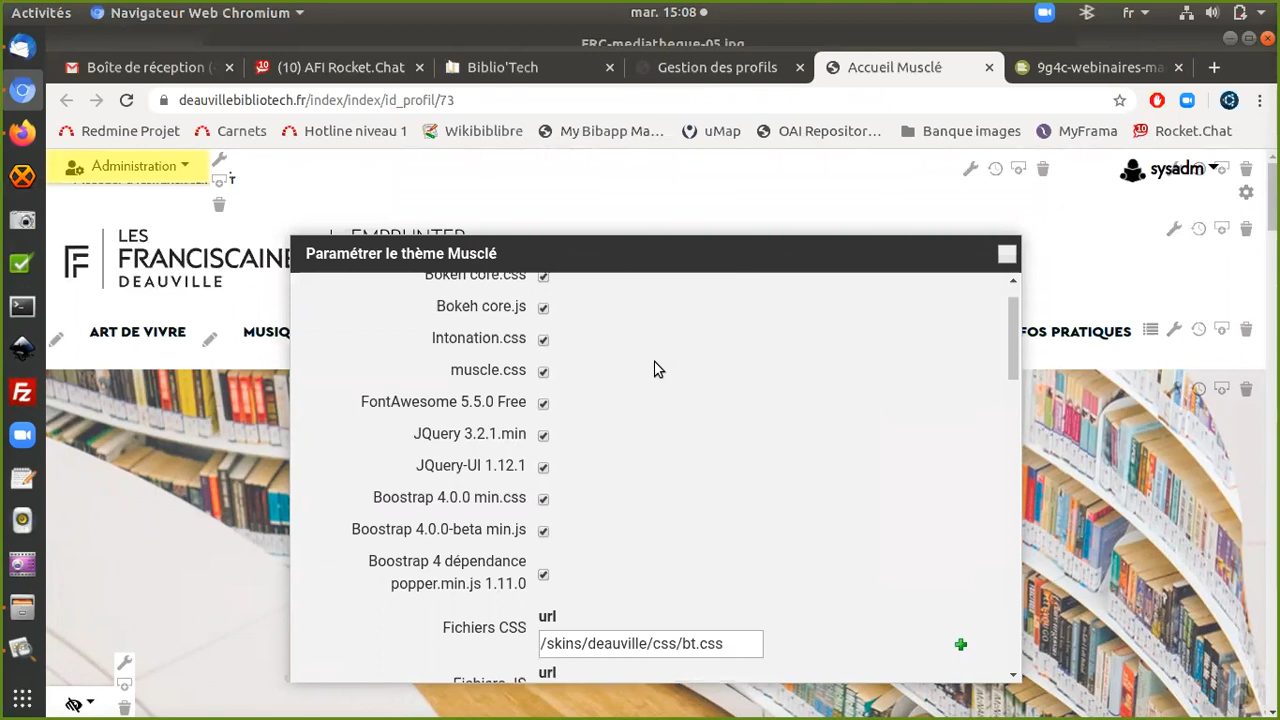 Activités Navigateur Web Chromium mar. 15:08 fr
FRC-mediatheque-05.jpg
Boîte de réception ( (10) AFI Rocket.Chat Biblio'Tech Gestion des profils Accueil Musclé 9g4c-webinaires-ma
deauvillebibliotech.fr/index/index/id_profil/73
Redmine Projet Carnets Hotline niveau 1 Wikibiblibre My Bibapp Ma... uMap OAI Repositor... Banque images MyFrama Rocket.Chat
Administration sysadm
LES
FRANCISCAINE
DEAUVILLE
EMPRUNTER
ART DE VIVRE MUSIQ FOS PRATIQUES
Paramétrer le thème Musclé
Bokeh core.css
Bokeh core.js
Intonation.css
muscle.css
FontAwesome 5.5.0 Free
JQuery 3.2.1.min
JQuery-UI 1.12.1
Boostrap 4.0.0 min.css
Boostrap 4.0.0-beta min.js
Boostrap 4 dépendance
popper.min.js 1.11.0
url
Fichiers CSS /skins/deauville/css/bt.css
Fichiers JS url